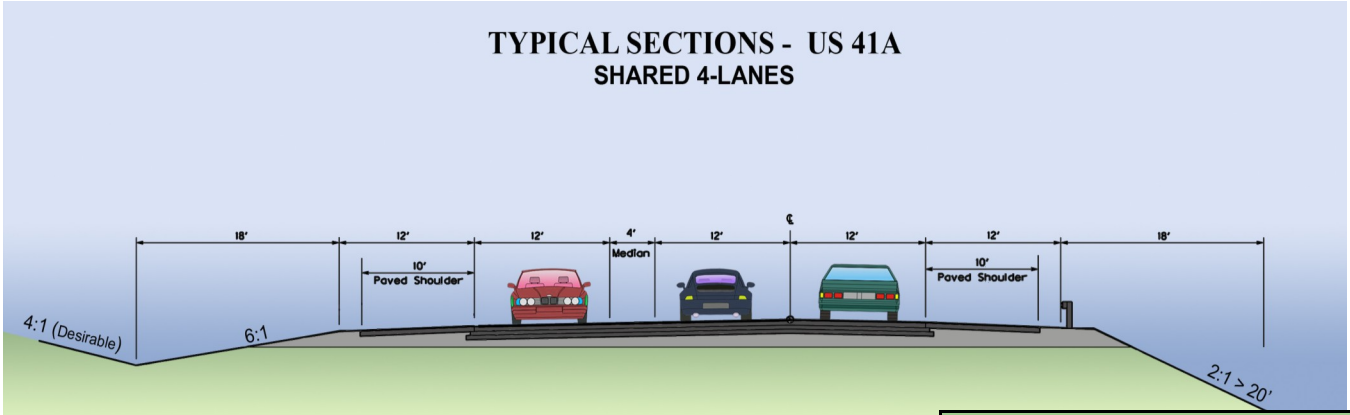 TYPICAL SECTIONS - US 41A
SHARED 4-LANES
℄
18' 12' 12' 4' 12' 12' 12' 18'
Median
10' 10'
Paved Shoulder Paved Shoulder
4:1 (Desirable)
6:1
2:1 > 20'